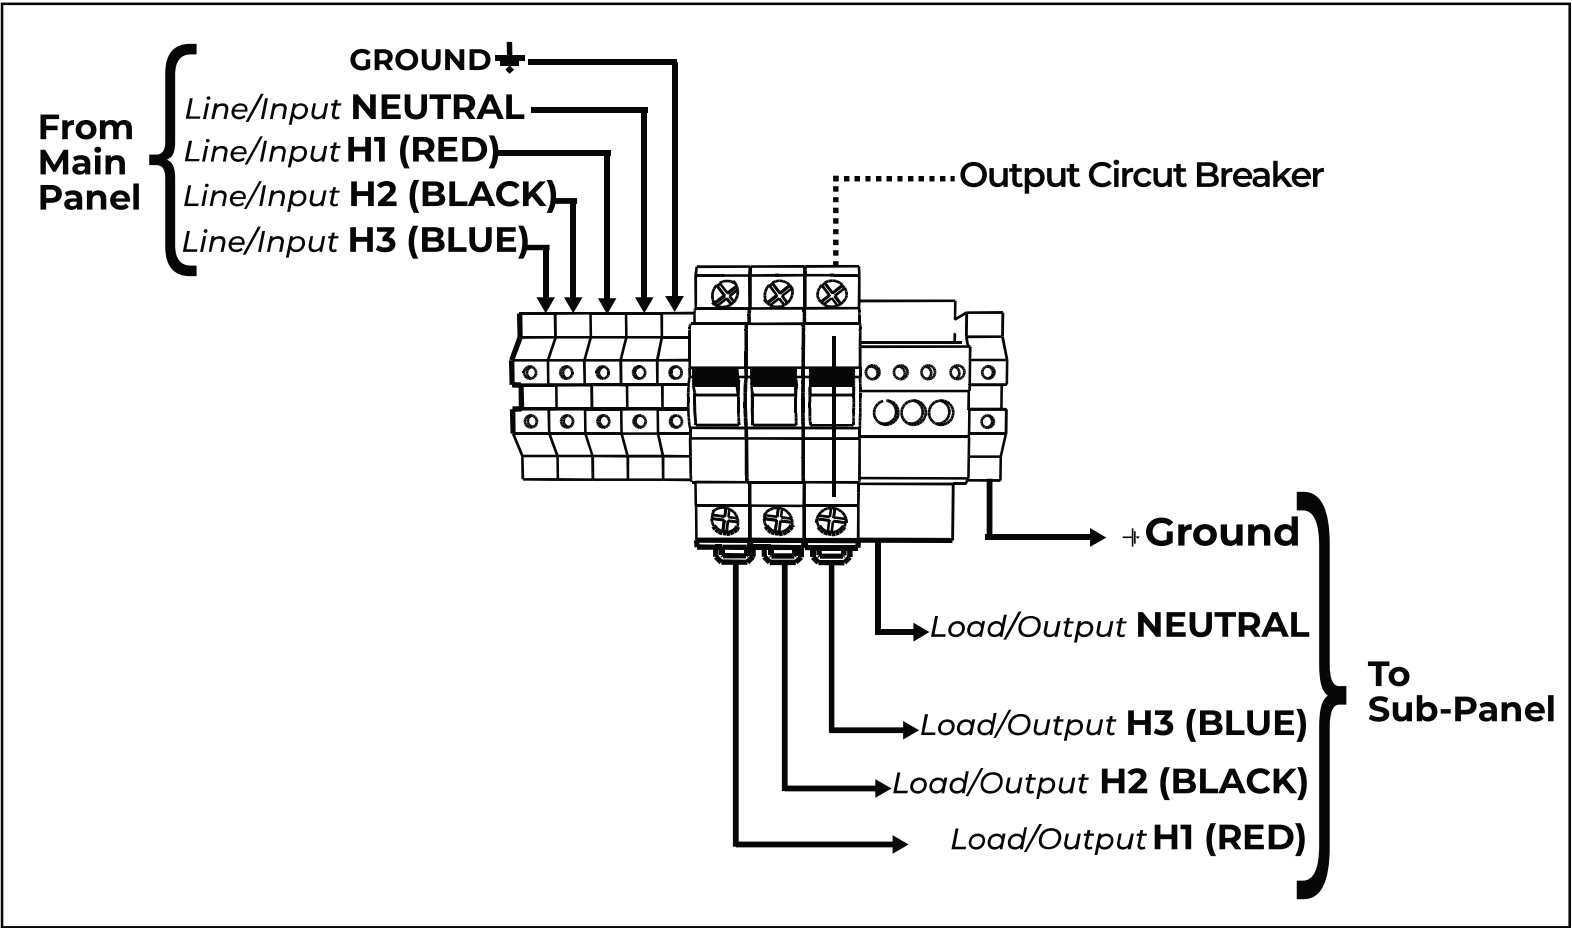 GROUND
Line/Input NEUTRAL
From
Main
Panel
Line/Input H1 (RED)
Line/Input H2 (BLACK)
Line/Input H3 (BLUE)
Output Circut Breaker
Ground
Load/Output NEUTRAL
Load/Output H3 (BLUE)
Load/Output H2 (BLACK)
Load/Output H1 (RED)
To
Sub-Panel